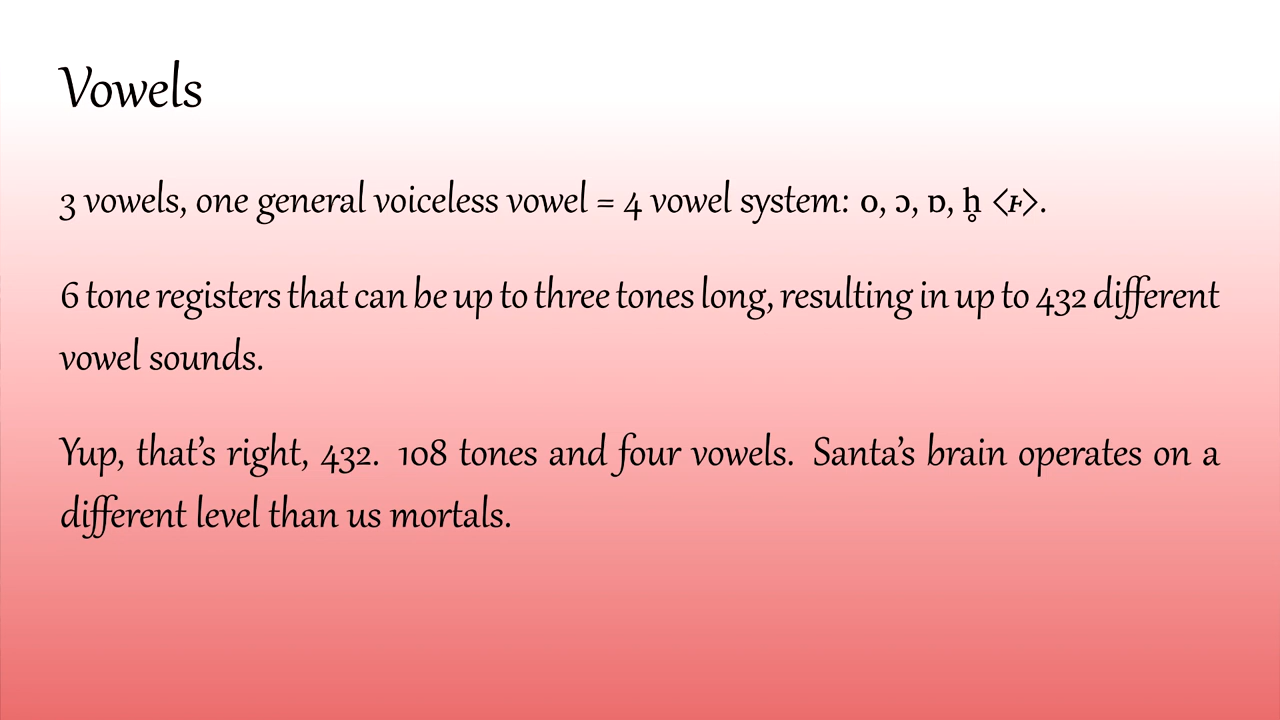 Vowels
3 vowels, one general voiceless vowel = 4 vowel system: o, ɔ, ɒ, h̥ ⟨ꜰ⟩.
6 tone registers that can be up to three tones long, resulting in up to 432 different
vowel sounds.
Yup, that’s right, 432. 108 tones and four vowels. Santa’s brain operates on a
different level than us mortals.